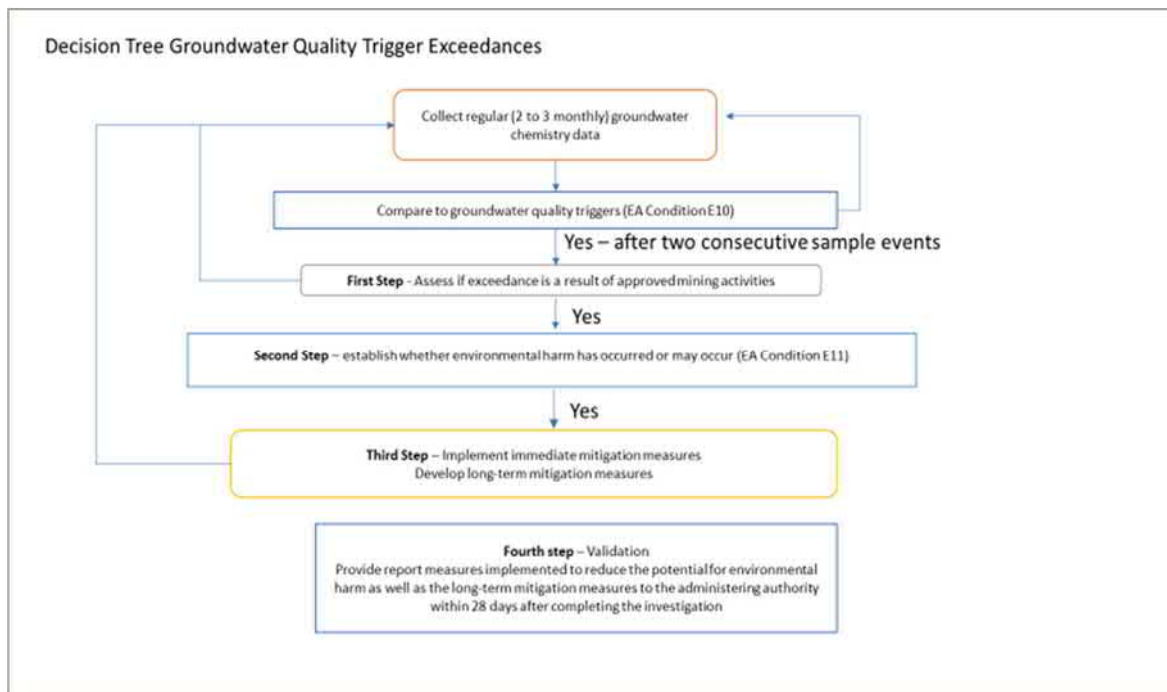 Decision Tree Groundwater Quality Trigger Exceedances
Collect regular (2 to 3 monthly) groundwater
chemistry data
Compare to groundwater quality triggers (EA Condition E10)
Yes – after two consecutive sample events
First Step - Assess if exceedance is a result of approved mining activities
Yes
Second Step – establish whether environmental harm has occurred or may occur (EA Condition E11)
Yes
Third Step – Implement immediate mitigation measures
Develop long-term mitigation measures
Fourth step – Validation
Provide report measures implemented to reduce the potential for environmental
harm as well as the long-term mitigation measures to the administering authority
within 28 days after completing the investigation